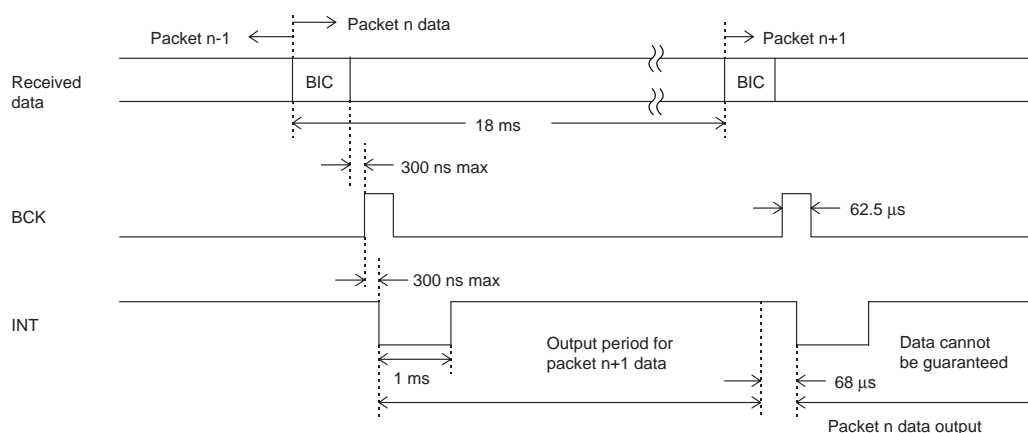 Packet n-1
Packet n data
Packet n+1
Received
data
BIC
BIC
18 ms
300 ns max
BCK
62.5 μs
300 ns max
INT
Output period for
packet n+1 data
Data cannot
be guaranteed
1 ms
68 μs
Packet n data output